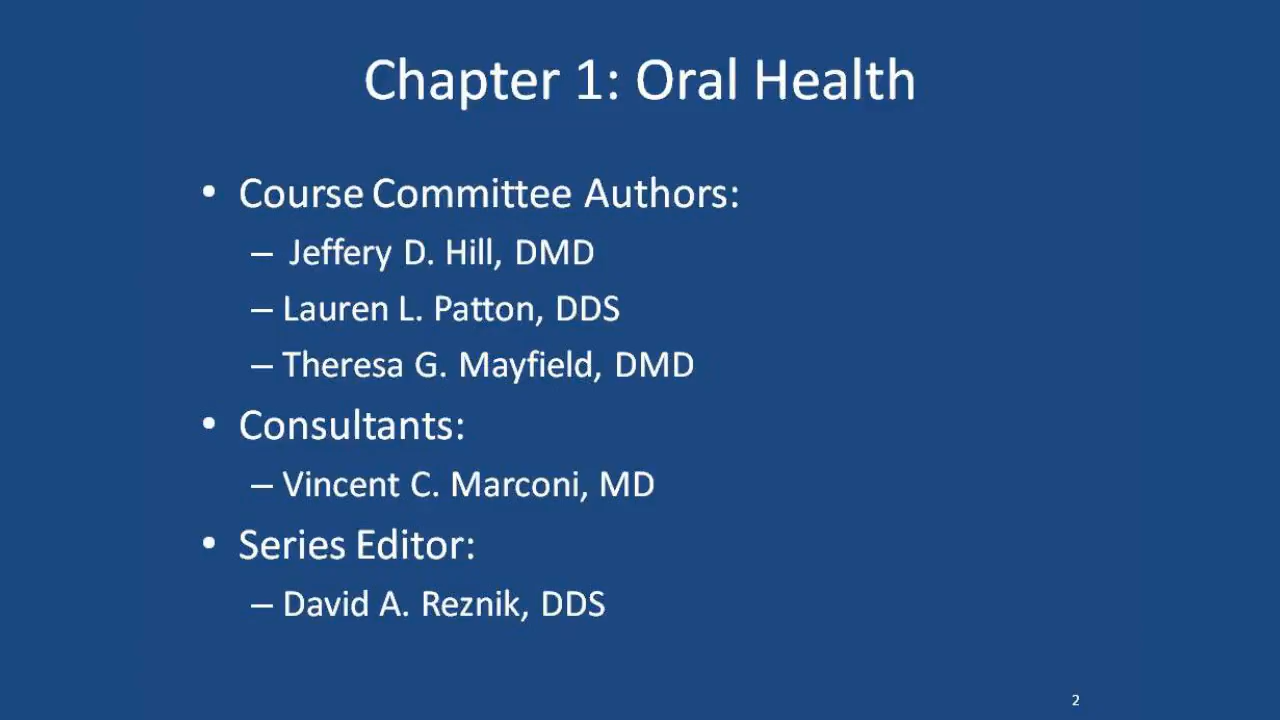 Chapter 1: Oral Health
• Course Committee Authors:
– Jeffery D. Hill, DMD
– Lauren L. Patton, DDS
– Theresa G. Mayfield, DMD
• Consultants:
– Vincent C. Marconi, MD
• Series Editor:
– David A. Reznik, DDS
2